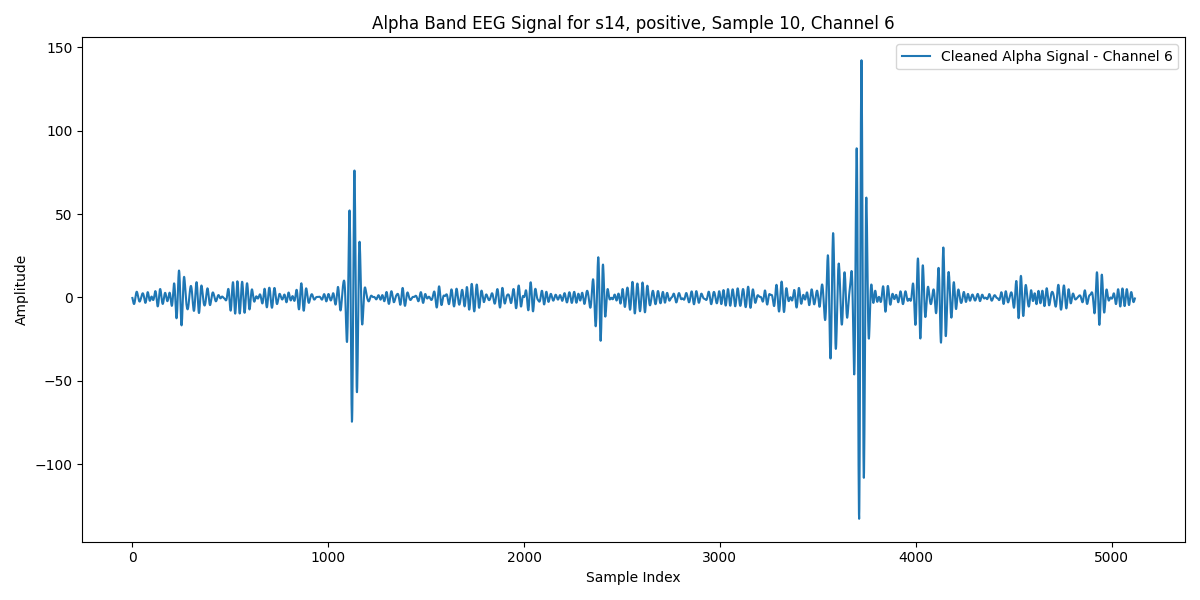 Alpha Band EEG Signal for s14, positive, Sample 10, Channel 6
Cleaned Alpha Signal - Channel 6
150
100
50
0
−50
−100
Amplitude
0 1000 2000 3000 4000 5000
Sample Index